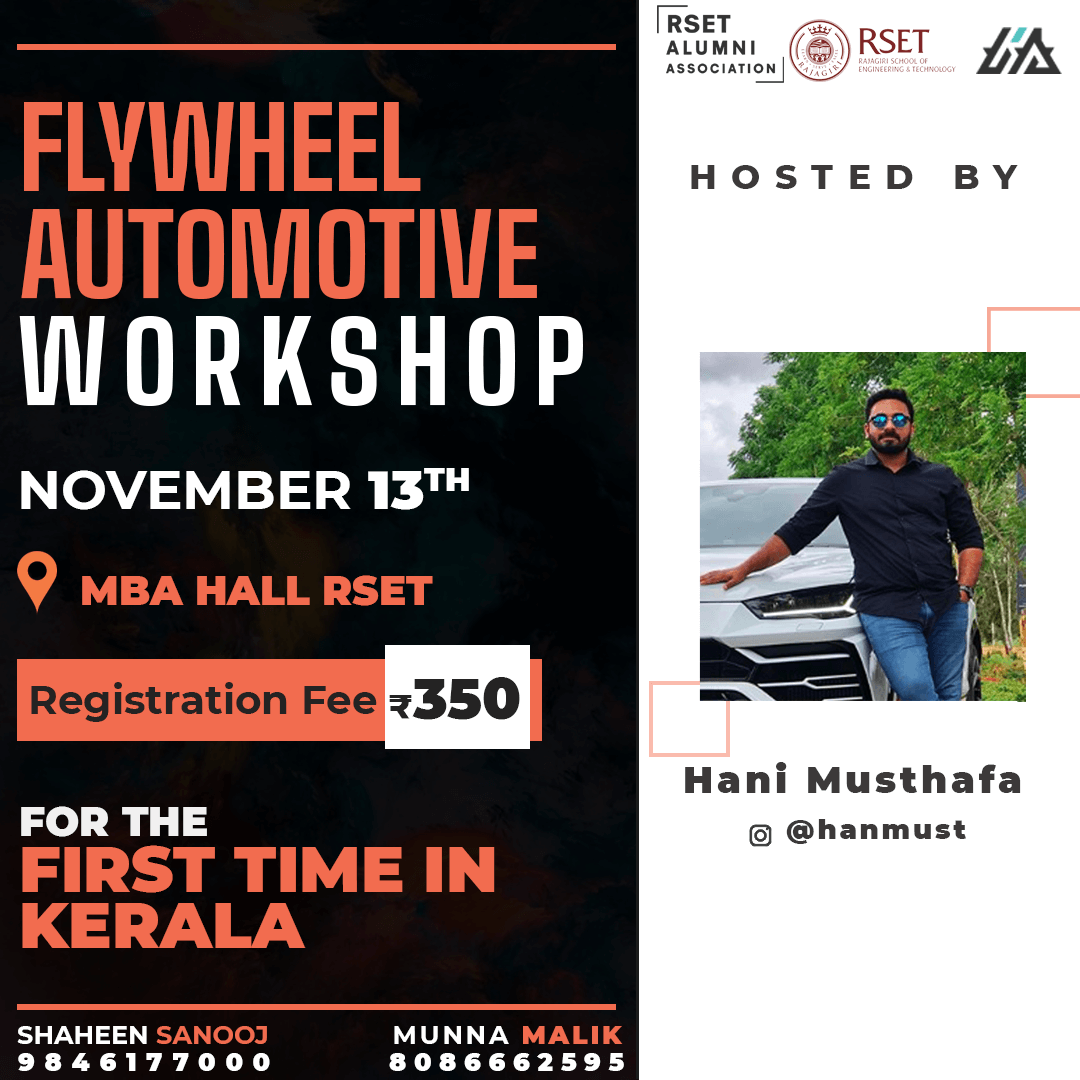 FLYWHEEL
AUTOMOTIVE
WORKSHOP
NOVEMBER 13TH
MBA HALL RSET
Registration Fee ₹350
FOR THE
FIRST TIME IN
KERALA
SHAHEEN SANOOJ
9846177000
MUNNA MALIK
8086662595
RSET
ALUMNI
ASSOCIATION
RAJAGIRI
RSET
RAJAGIRI SCHOOL OF
ENGINEERING & TECHNOLOGY
HOSTED BY
Hani Musthafa
@hanmust